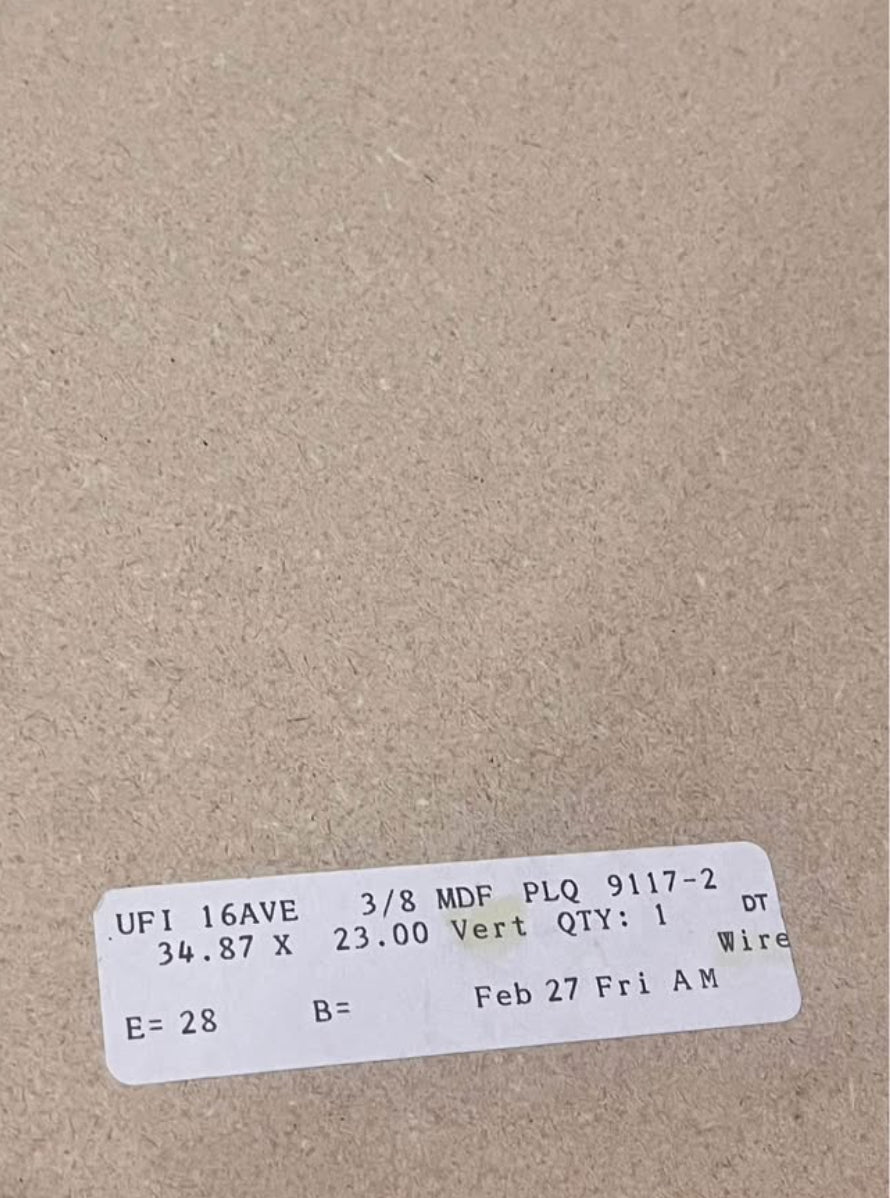 UFI 16AVE 3/8 MDF PLQ 9117-2 DT
34.87 X 23.00 Vert QTY: 1 Wire
E= 28 B= Feb 27 Fri AM